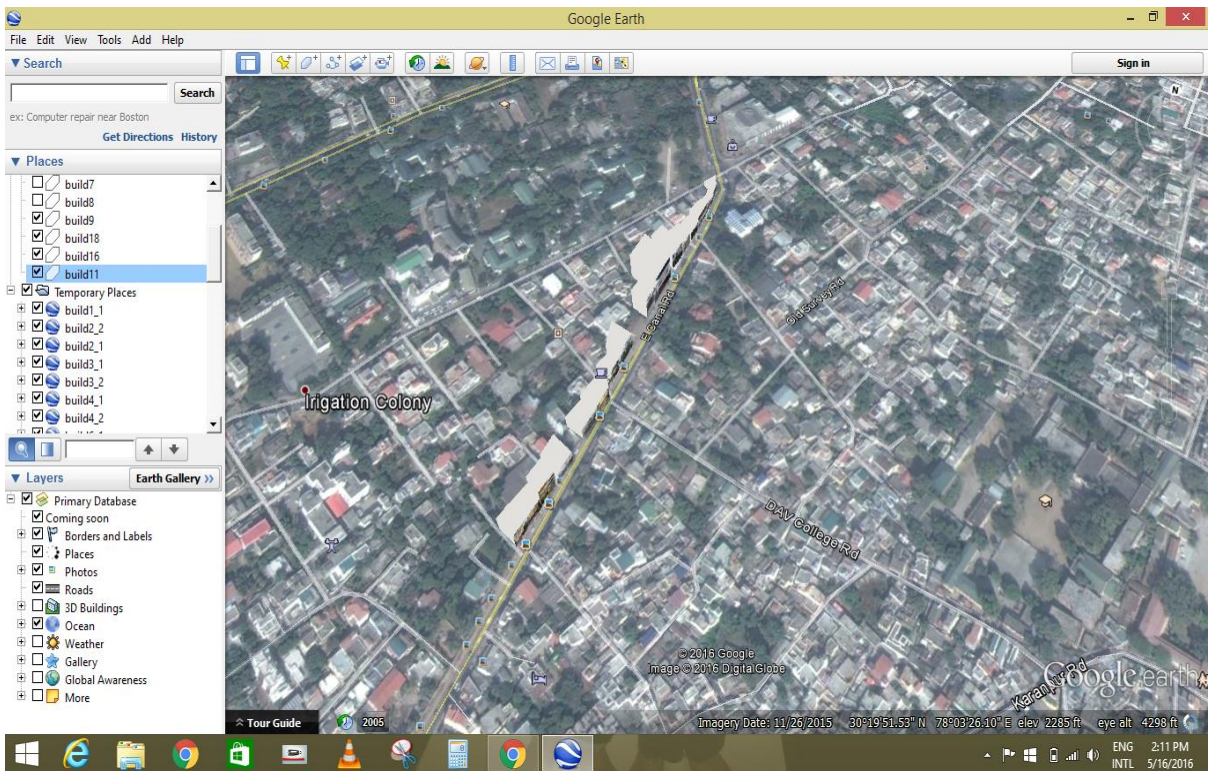 Google Earth
File Edit View Tools Add Help
Search
Search
ex: Computer repair near Boston
Get Directions History
Places
build7
build8
build9
build18
build16
build11
Temporary Places
build1_1
build2_2
build2_1
build3_1
build3_2
build4_1
build4_2
Layers
Earth Gallery >>
Primary Database
Coming soon
Borders and Labels
Places
Photos
Roads
3D Buildings
Ocean
Weather
Gallery
Global Awareness
More
Sign in
N
E Canal Rd
Old Survey Rd
Irigation Colony
DAV College Rd
Karanpur Rd
© 2016 Google
Image © 2016 DigitalGlobe
Google earth
Tour Guide
2005
Imagery Date: 11/26/2015 30°19'51.53" N 78°03'26.10" E elev 2285 ft eye alt 4298 ft
ENG
INTL
2:11 PM
5/16/2016